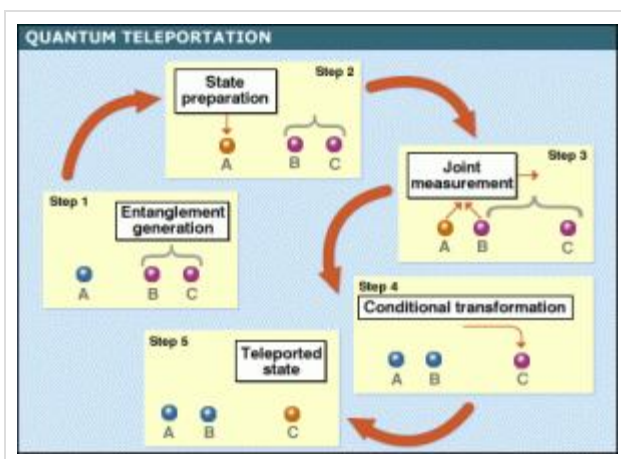 QUANTUM TELEPORTATION
Step 1
Entanglement
generation
A B C
Step 2
State
preparation
A B C
Step 3
Joint
measurement
A B C
Step 4
Conditional transformation
A B C
Step 5
Teleported
state
A B C